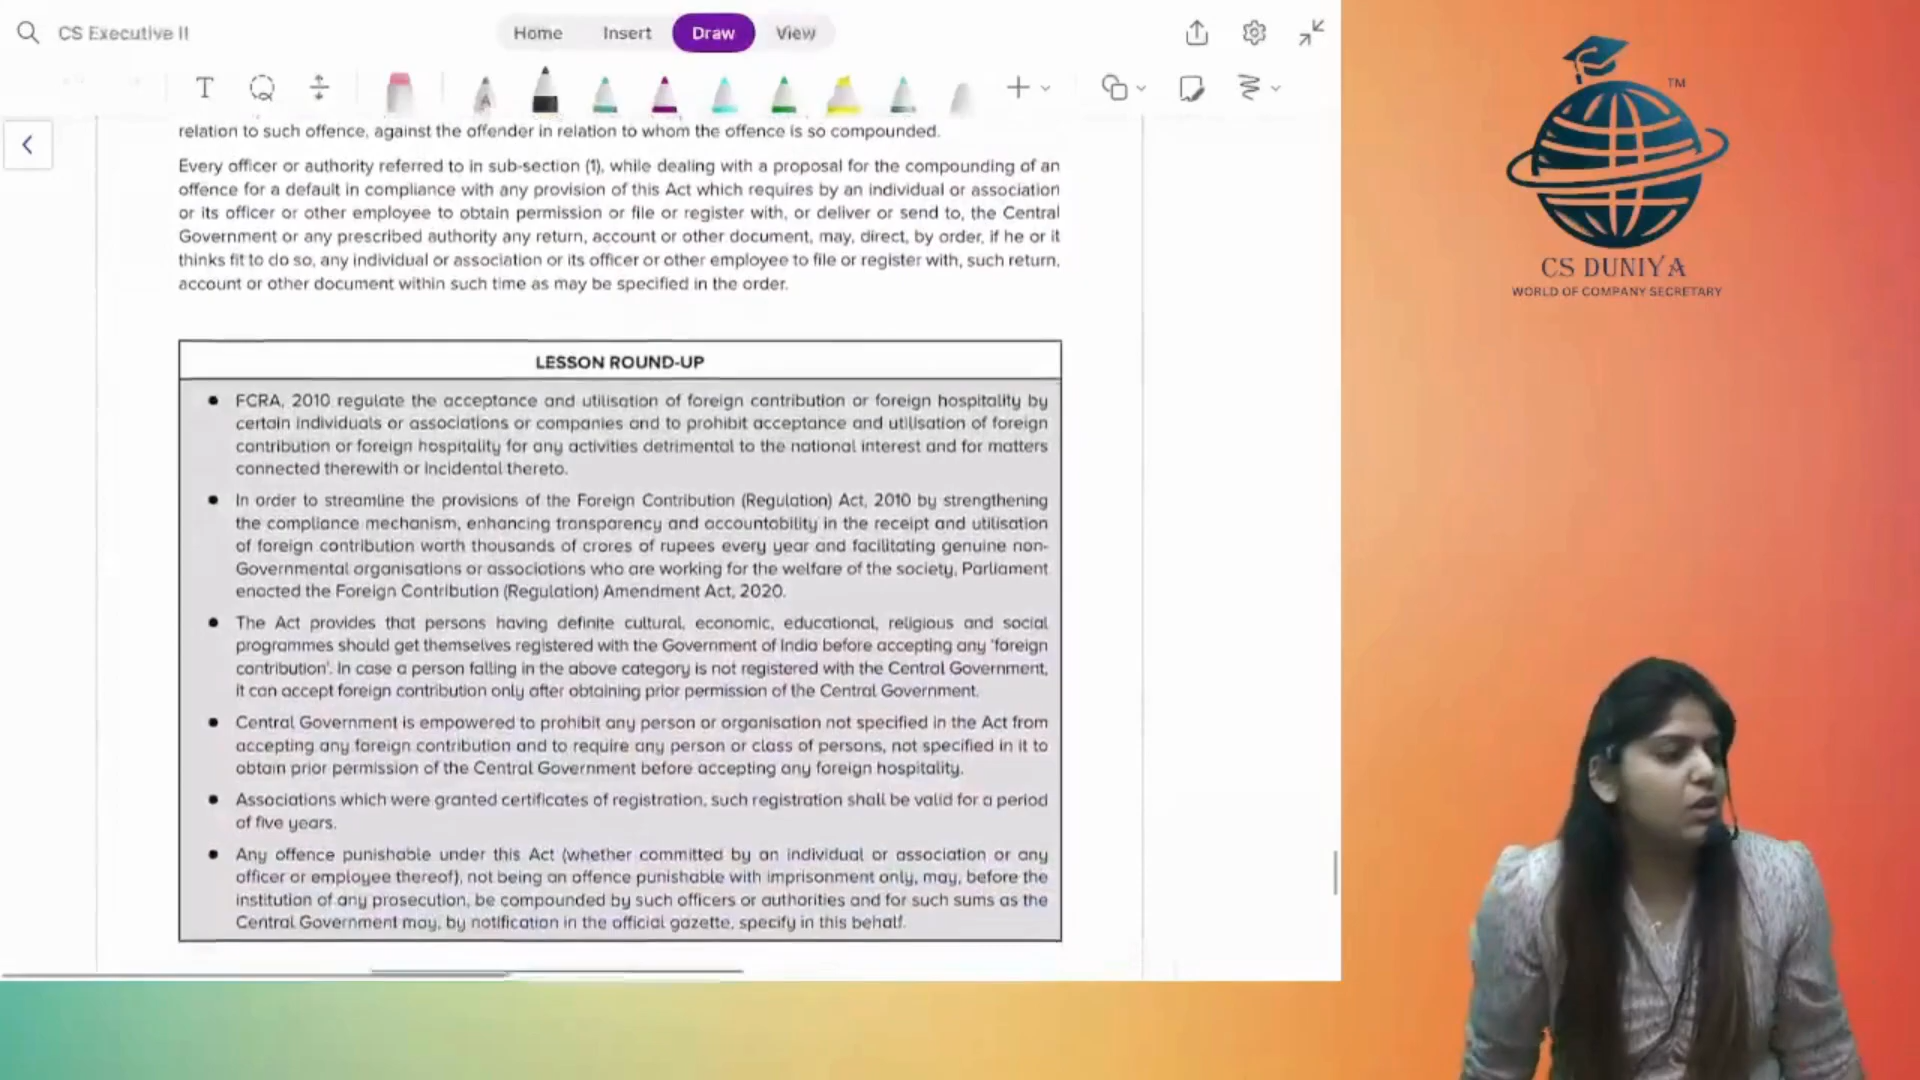 CS Executive II
Home
Insert
Draw
View
T
A
relation to such offence, against the offender in relation to whom the offence is so compounded.
Every officer or authority referred to in sub-section (1), while dealing with a proposal for the compounding of an
offence for a default in compliance with any provision of this Act which requires by an individual or association
or its officer or other employee to obtain permission or file or register with, or deliver or send to, the Central
Government or any prescribed authority any return, account or other document, may, direct, by order, if he or it
thinks fit to do so, any individual or association or its officer or other employee to file or register with, such return,
account or other document within such time as may be specified in the order.
LESSON ROUND-UP
● FCRA, 2010 regulate the acceptance and utilisation of foreign contribution or foreign hospitality by
certain individuals or associations or companies and to prohibit acceptance and utilisation of foreign
contribution or foreign hospitality for any activities detrimental to the national interest and for matters
connected therewith or incidental thereto.
● In order to streamline the provisions of the Foreign Contribution (Regulation) Act, 2010 by strengthening
the compliance mechanism, enhancing transparency and accountability in the receipt and utilisation
of foreign contribution worth thousands of crores of rupees every year and facilitating genuine non-
Governmental organisations or associations who are working for the welfare of the society, Parliament
enacted the Foreign Contribution (Regulation) Amendment Act, 2020.
● The Act provides that persons having definite cultural, economic, educational, religious and social
programmes should get themselves registered with the Government of India before accepting any 'foreign
contribution'. In case a person falling in the above category is not registered with the Central Government,
it can accept foreign contribution only after obtaining prior permission of the Central Government.
● Central Government is empowered to prohibit any person or organisation not specified in the Act from
accepting any foreign contribution and to require any person or class of persons, not specified in it to
obtain prior permission of the Central Government before accepting any foreign hospitality.
● Associations which were granted certificates of registration, such registration shall be valid for a period
of five years.
● Any offence punishable under this Act (whether committed by an individual or association or any
officer or employee thereof), not being an offence punishable with imprisonment only, may, before the
institution of any prosecution, be compounded by such officers or authorities and for such sums as the
Central Government may, by notification in the official gazette, specify in this behalf.
TM
CS DUNIYA
WORLD OF COMPANY SECRETARY